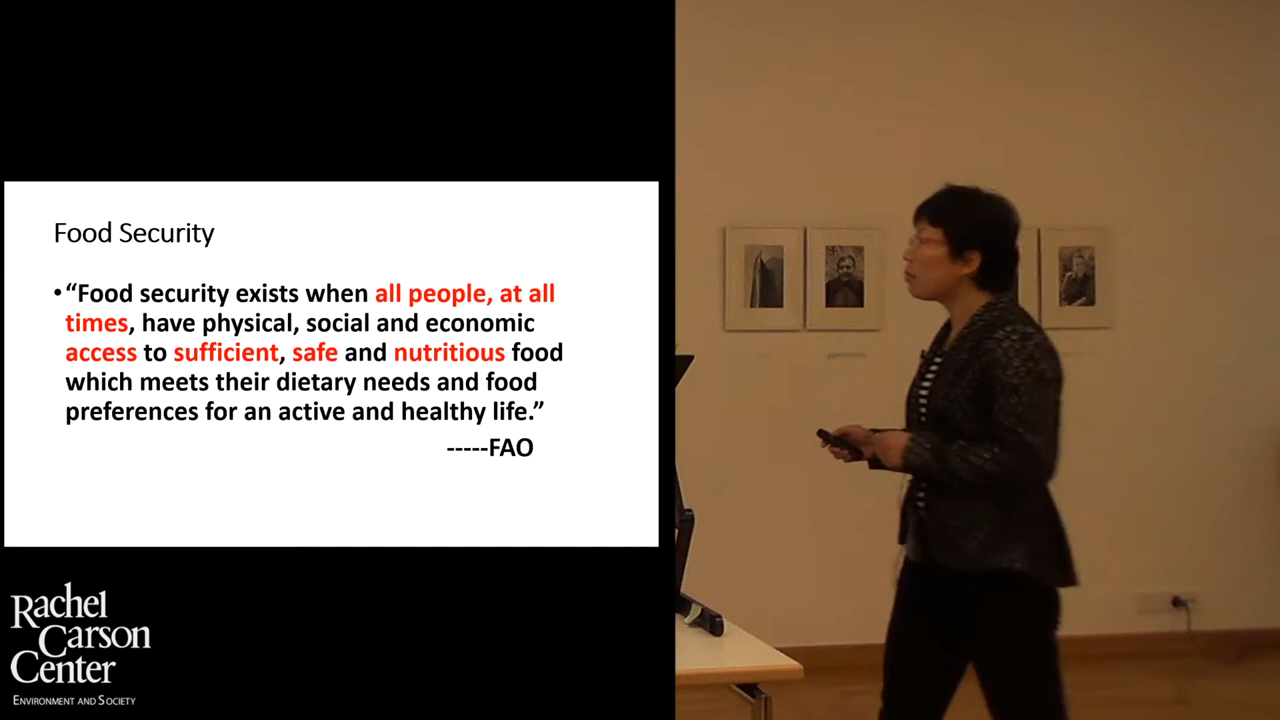 Food Security
•“Food security exists when all people, at all
times, have physical, social and economic
access to sufficient, safe and nutritious food
which meets their dietary needs and food
preferences for an active and healthy life.”
-----FAO
Rachel
Carson
Center
ENVIRONMENT AND SOCIETY